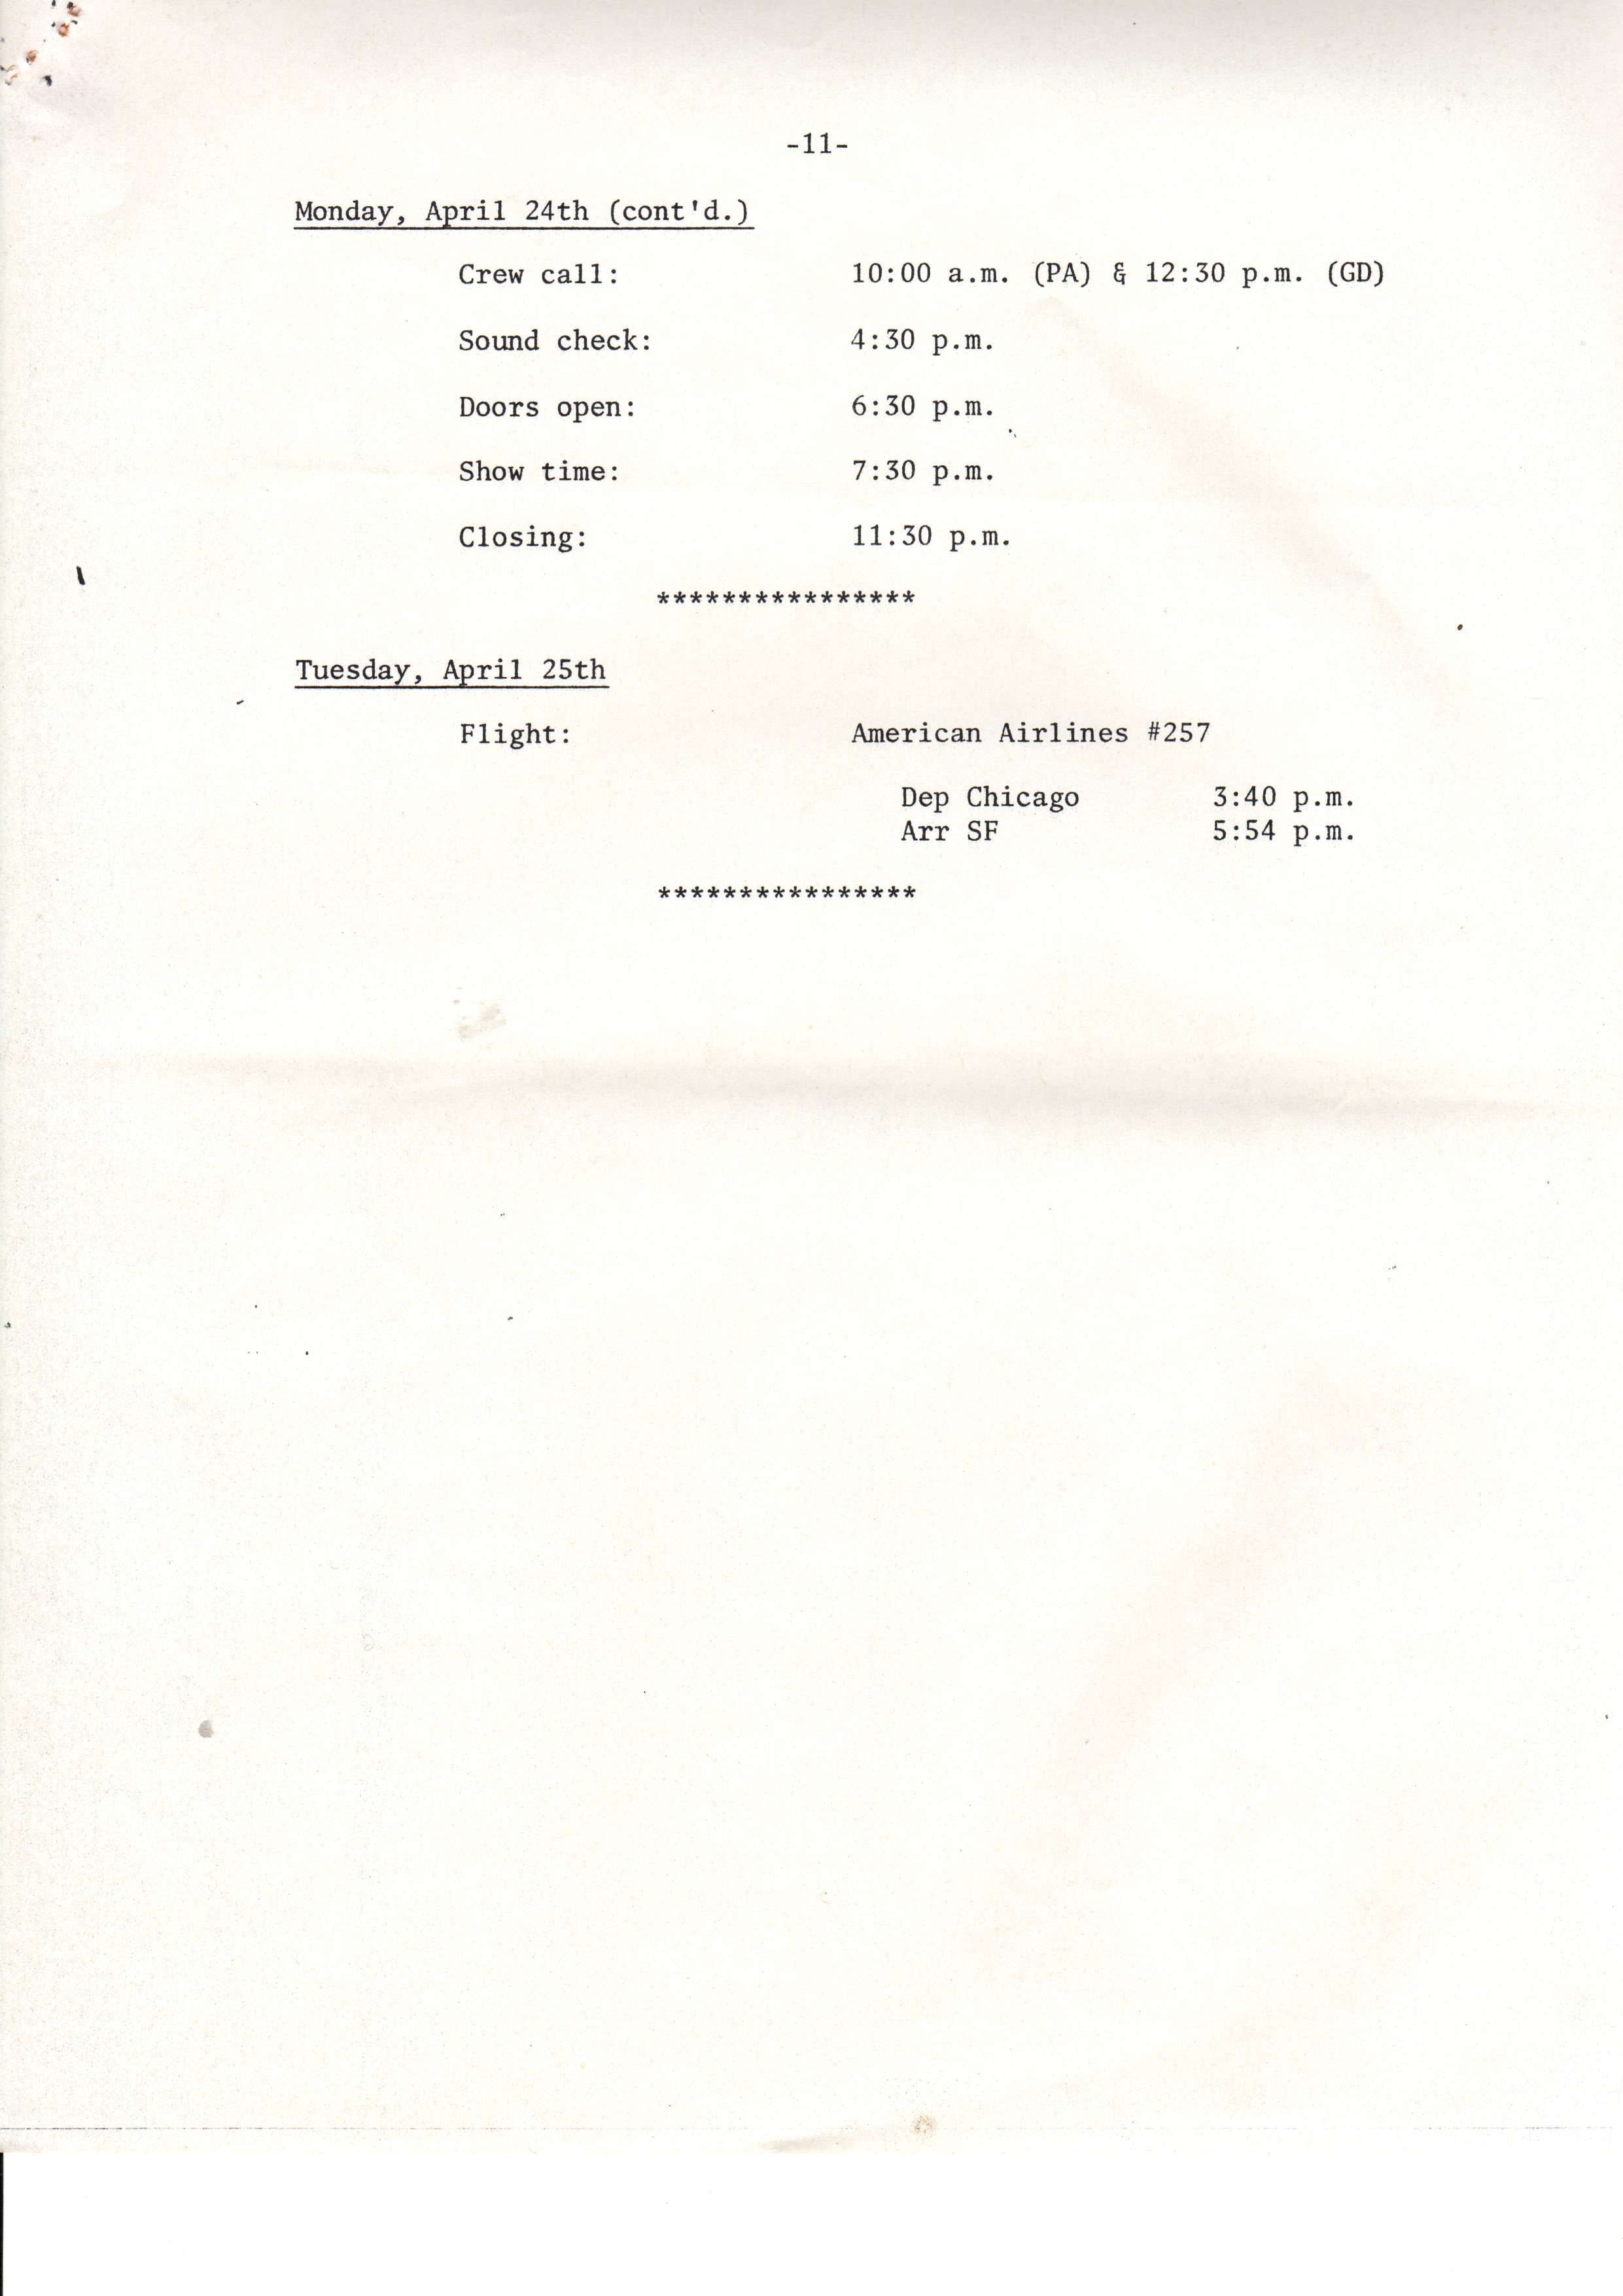 -11-
Monday, April 24th (cont'd.)
Crew call: 10:00 a.m. (PA) & 12:30 p.m. (GD)
Sound check: 4:30 p.m.
Doors open: 6:30 p.m.
Show time: 7:30 p.m.
Closing: 11:30 p.m.
****************
Tuesday, April 25th
Flight: American Airlines #257
Dep Chicago 3:40 p.m.
Arr SF 5:54 p.m.
****************